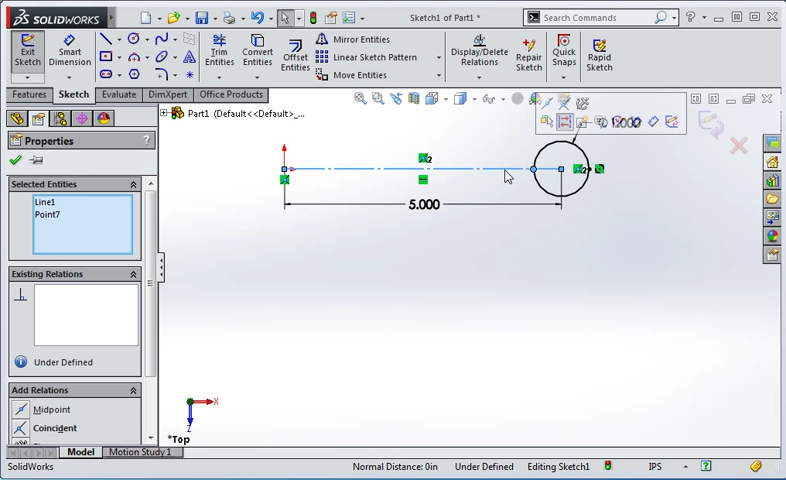 SOLIDWORKS
Sketch1 of Part1 *
Search Commands
Exit Sketch
Smart Dimension
Trim Entities
Convert Entities
Offset Entities
Mirror Entities
Linear Sketch Pattern
Move Entities
Display/Delete Relations
Repair Sketch
Quick Snaps
Rapid Sketch
Features
Sketch
Evaluate
DimXpert
Office Products
Part1 (Default<<Default>_...
Properties
?
Selected Entities
Line1
Point7
Existing Relations
Under Defined
Add Relations
Midpoint
Coincident
2
5.000
2
X
Z
*Top
Model
Motion Study 1
SolidWorks
Normal Distance: 0in
Under Defined
Editing Sketch1
IPS
?